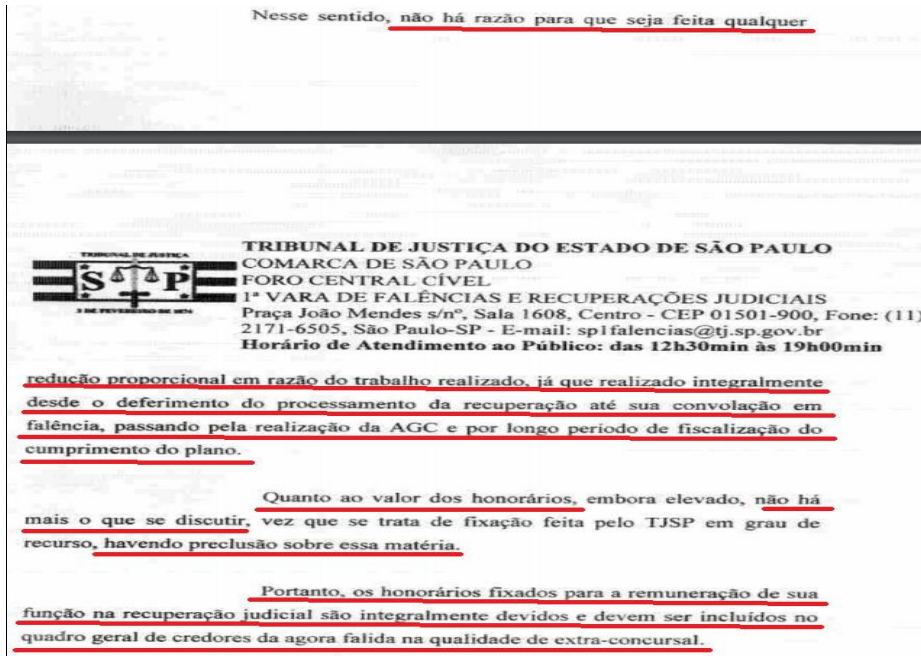 Nesse sentido, não há razão para que seja feita qualquer
TRIBUNAL DE JUSTIÇA
S P
3 DE FEVEREIRO DE 1874
TRIBUNAL DE JUSTIÇA DO ESTADO DE SÃO PAULO
COMARCA DE SÃO PAULO
FORO CENTRAL CÍVEL
1ª VARA DE FALÊNCIAS E RECUPERAÇÕES JUDICIAIS
Praça João Mendes s/nº, Sala 1608, Centro - CEP 01501-900, Fone: (11)
2171-6505, São Paulo-SP - E-mail: sp1falencias@tj.sp.gov.br
Horário de Atendimento ao Público: das 12h30min às 19h00min
redução proporcional em razão do trabalho realizado, já que realizado integralmente
desde o deferimento do processamento da recuperação até sua convolação em
falência, passando pela realização da AGC e por longo período de fiscalização do
cumprimento do plano.
Quanto ao valor dos honorários, embora elevado, não há
mais o que se discutir, vez que se trata de fixação feita pelo TJSP em grau de
recurso, havendo preclusão sobre essa matéria.
Portanto, os honorários fixados para a remuneração de sua
função na recuperação judicial são integralmente devidos e devem ser incluídos no
quadro geral de credores da agora falida na qualidade de extra-concursal.